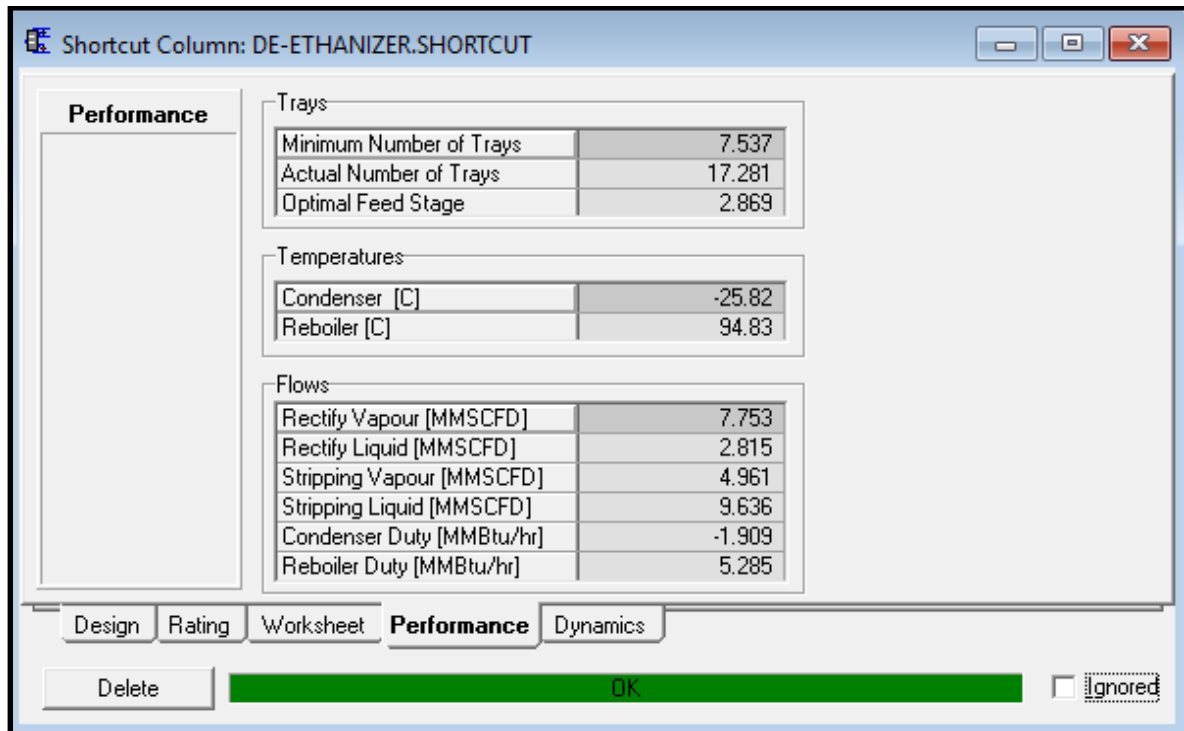 Shortcut Column: DE-ETHANIZER.SHORTCUT
Performance
Trays
Minimum Number of Trays 7.537
Actual Number of Trays 17.281
Optimal Feed Stage 2.869
Temperatures
Condenser [C] -25.82
Reboiler [C] 94.83
Flows
Rectify Vapour [MMSCFD] 7.753
Rectify Liquid [MMSCFD] 2.815
Stripping Vapour [MMSCFD] 4.961
Stripping Liquid [MMSCFD] 9.636
Condenser Duty [MMBtu/hr] -1.909
Reboiler Duty [MMBtu/hr] 5.285
Design Rating Worksheet Performance Dynamics
Delete OK Ignored